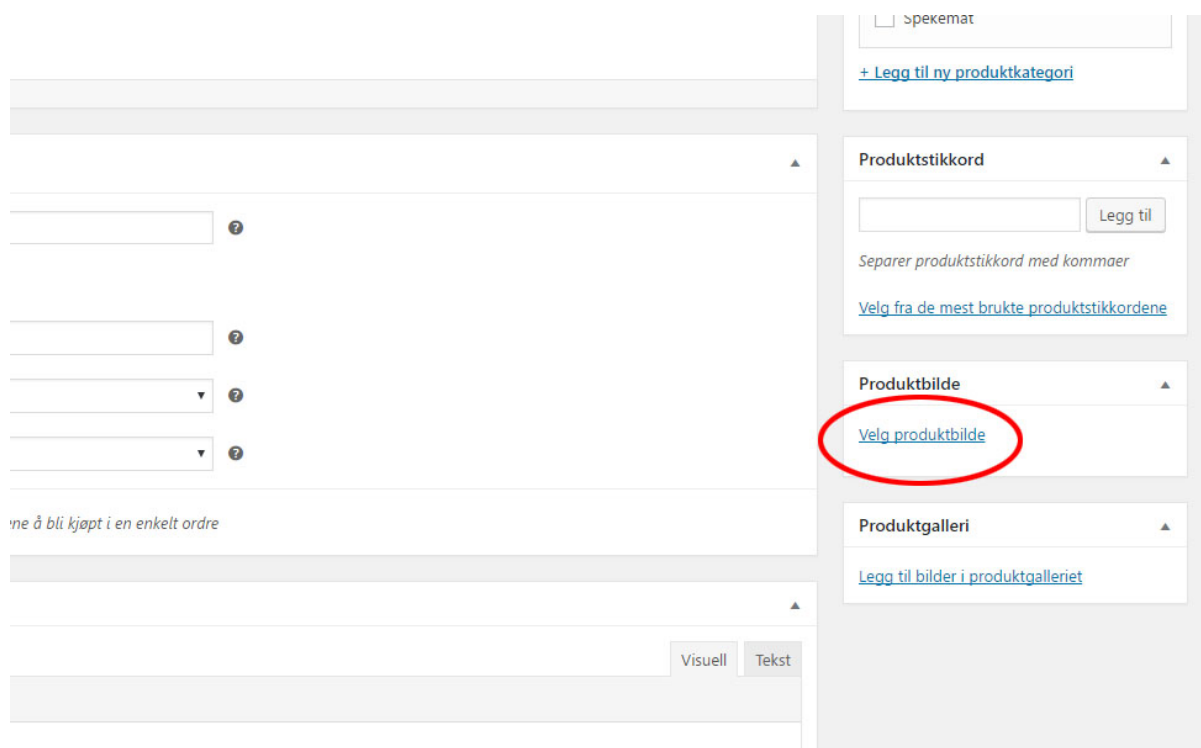 Spekemat
+ Legg til ny produktkategori
Produktstikkord
Legg til
Separer produktstikkord med kommaer
Velg fra de mest brukte produktstikkordene
Produktbilde
Velg produktbilde
ne å bli kjøpt i en enkelt ordre
Produktgalleri
Legg til bilder i produktgalleriet
Visuell Tekst